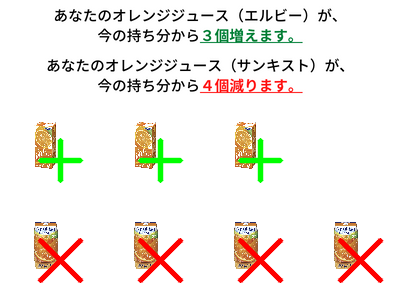 あなたのオレンジジュース（エルビー）が、
今の持ち分から３個増えます。
あなたのオレンジジュース（サンキスト）が、
今の持ち分から４個減ります。